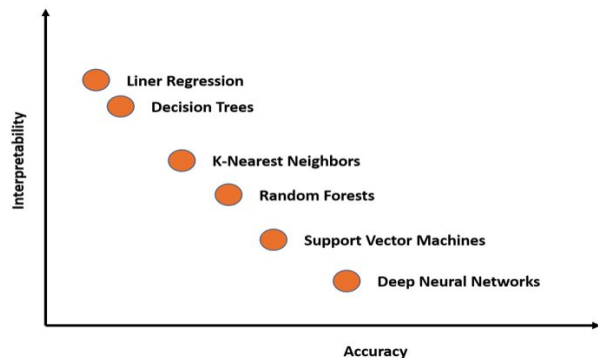 Liner Regression
Decision Trees
K-Nearest Neighbors
Random Forests
Support Vector Machines
Deep Neural Networks
Interpretability
Accuracy